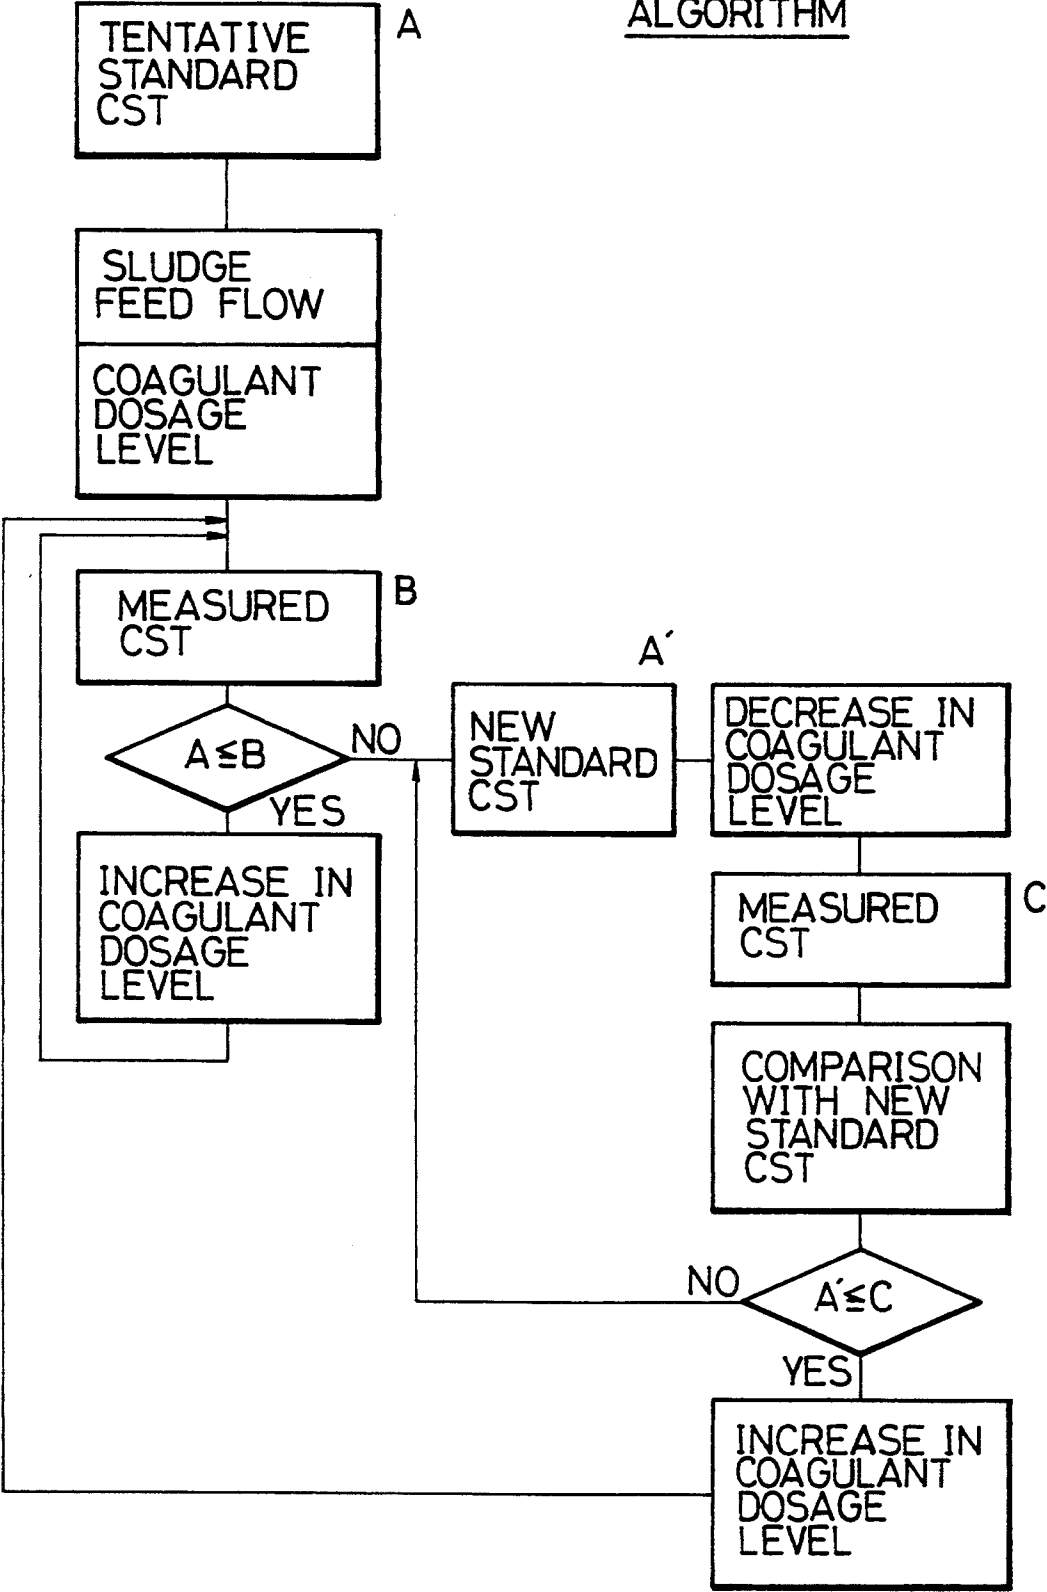 ALGORITHM
A
TENTATIVE
STANDARD
CST
SLUDGE
FEED FLOW
COAGULANT
DOSAGE
LEVEL
B
MEASURED
CST
A≦B
NO
YES
INCREASE IN
COAGULANT
DOSAGE
LEVEL
A′
NEW
STANDARD
CST
DECREASE IN
COAGULANT
DOSAGE
LEVEL
C
MEASURED
CST
COMPARISON
WITH NEW
STANDARD
CST
NO
A′≦C
YES
INCREASE IN
COAGULANT
DOSAGE
LEVEL